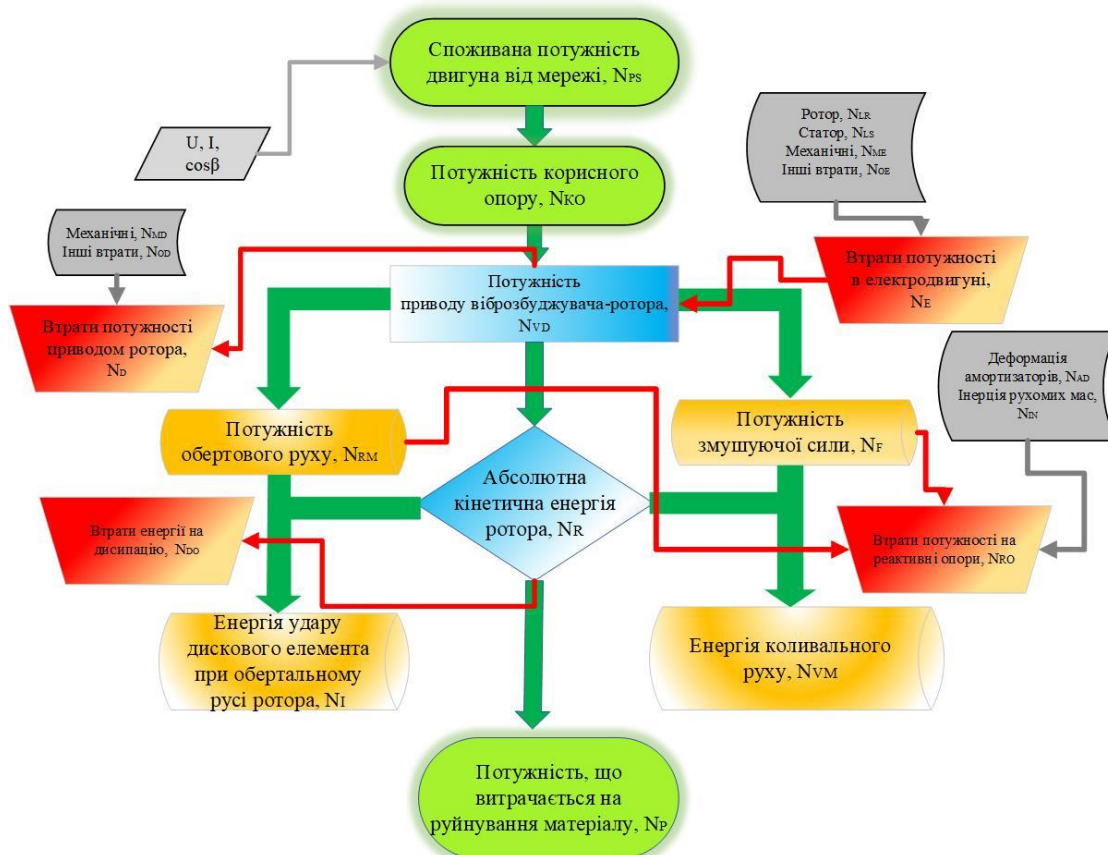 Споживана потужність
двигуна від мережі, NPS
U, I,
cosβ
Ротор, NLR
Статор, NLS
Механічні, NME
Інші втрати, NOE
Потужність корисного
опору, NKO
Механічні, NMD
Інші втрати, NOD
Втрати потужності
в електродвигуні,
NE
Потужність
приводу віброзбуджувача-ротора,
NVD
Втрати потужності
приводом ротора,
ND
Деформація
амортизаторів, NAD
Інерція рухомих мас,
NIN
Потужність
обертового руху, NRM
Потужність
змушуючої сили, NF
Абсолютна
кінетична енергія
ротора, NR
Втрати енергії на
дисипацію, NDO
Втрати потужності на
реактивні опори, NRO
Енергія удару
дискового елемента
при обертальному
русі ротора, NI
Енергія коливального
руху, NVM
Потужність, що
витрачається на
руйнування матеріалу, NP